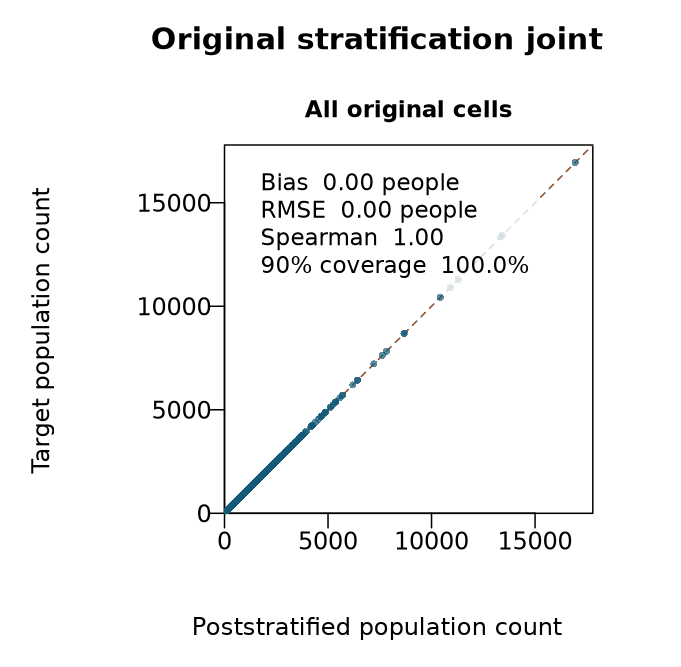 Original stratification joint
All original cells
Bias 0.00 people
RMSE 0.00 people
Spearman 1.00
90% coverage 100.0%
Target population count
15000
10000
5000
0
0 5000 10000 15000
Poststratified population count